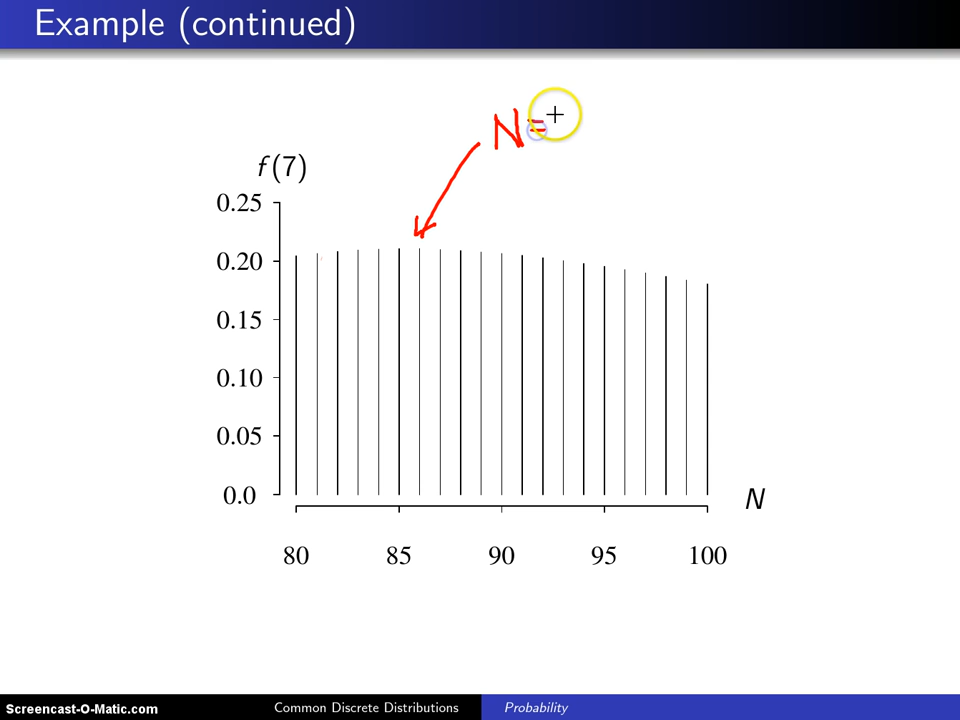 Example (continued)
N=
f(7)
0.25
0.20
0.15
0.10
0.05
0.0
N
80 85 90 95 100
Screencast-O-Matic.com Common Discrete Distributions Probability